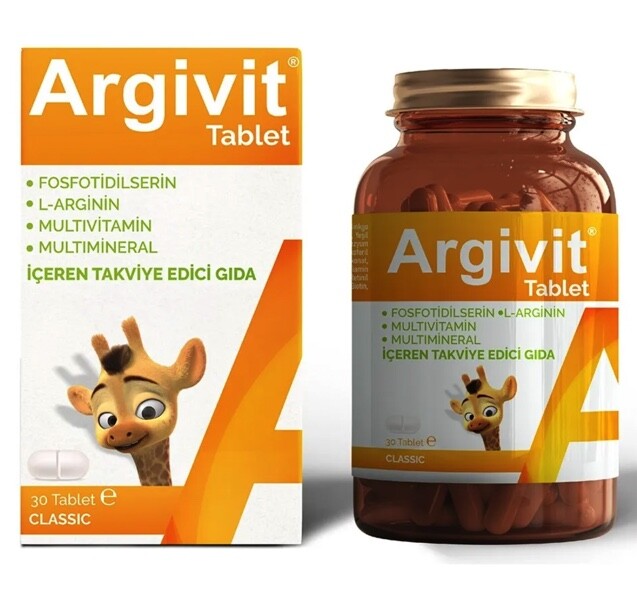 Argivit®
Tablet
• FOSFOTİDİLSERİN
• L-ARGİNİN
• MULTİVİTAMİN
• MULTİMİNERAL
İÇEREN TAKVİYE EDİCİ GIDA
30 Tablet ℮
CLASSIC
Argivit®
Tablet
• FOSFOTİDİLSERİN • L-ARGİNİN
• MULTİVİTAMİN
• MULTİMİNERAL
İÇEREN TAKVİYE EDİCİ GIDA
30 Tablet ℮
CLASSIC